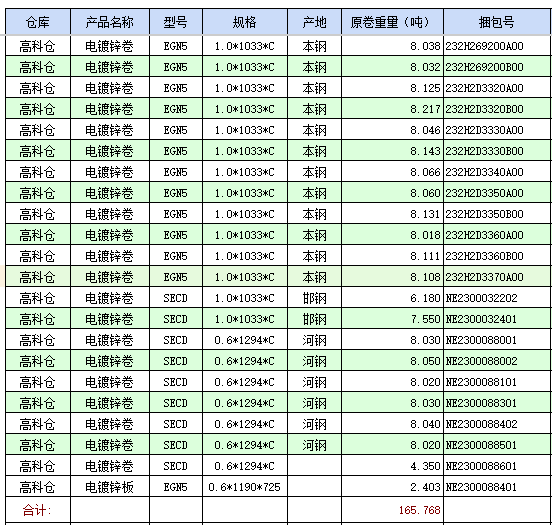 仓库 产品名称 型号 规格 产地 原卷重量（吨） 捆包号
高科仓 电镀锌卷 EGN5 1.0*1033*C 本钢 8.038 232H269200A00
高科仓 电镀锌卷 EGN5 1.0*1033*C 本钢 8.032 232H269200B00
高科仓 电镀锌卷 EGN5 1.0*1033*C 本钢 8.125 232H2D3320A00
高科仓 电镀锌卷 EGN5 1.0*1033*C 本钢 8.217 232H2D3320B00
高科仓 电镀锌卷 EGN5 1.0*1033*C 本钢 8.046 232H2D3330A00
高科仓 电镀锌卷 EGN5 1.0*1033*C 本钢 8.143 232H2D3330B00
高科仓 电镀锌卷 EGN5 1.0*1033*C 本钢 8.066 232H2D3340A00
高科仓 电镀锌卷 EGN5 1.0*1033*C 本钢 8.060 232H2D3350A00
高科仓 电镀锌卷 EGN5 1.0*1033*C 本钢 8.131 232H2D3350B00
高科仓 电镀锌卷 EGN5 1.0*1033*C 本钢 8.018 232H2D3360A00
高科仓 电镀锌卷 EGN5 1.0*1033*C 本钢 8.111 232H2D3360B00
高科仓 电镀锌卷 EGN5 1.0*1033*C 本钢 8.108 232H2D3370A00
高科仓 电镀锌卷 SECD 1.0*1033*C 邯钢 6.180 NE2300032202
高科仓 电镀锌卷 SECD 1.0*1033*C 邯钢 7.550 NE2300032401
高科仓 电镀锌卷 SECD 0.6*1294*C 河钢 8.030 NE2300088001
高科仓 电镀锌卷 SECD 0.6*1294*C 河钢 8.050 NE2300088002
高科仓 电镀锌卷 SECD 0.6*1294*C 河钢 8.020 NE2300088101
高科仓 电镀锌卷 SECD 0.6*1294*C 河钢 8.030 NE2300088301
高科仓 电镀锌卷 SECD 0.6*1294*C 河钢 8.040 NE2300088402
高科仓 电镀锌卷 SECD 0.6*1294*C 河钢 8.020 NE2300088501
高科仓 电镀锌卷 SECD 0.6*1294*C 4.350 NE2300088601
高科仓 电镀锌板 EGN5 0.6*1190*725 2.403 NE2300088401
合计: 165.768